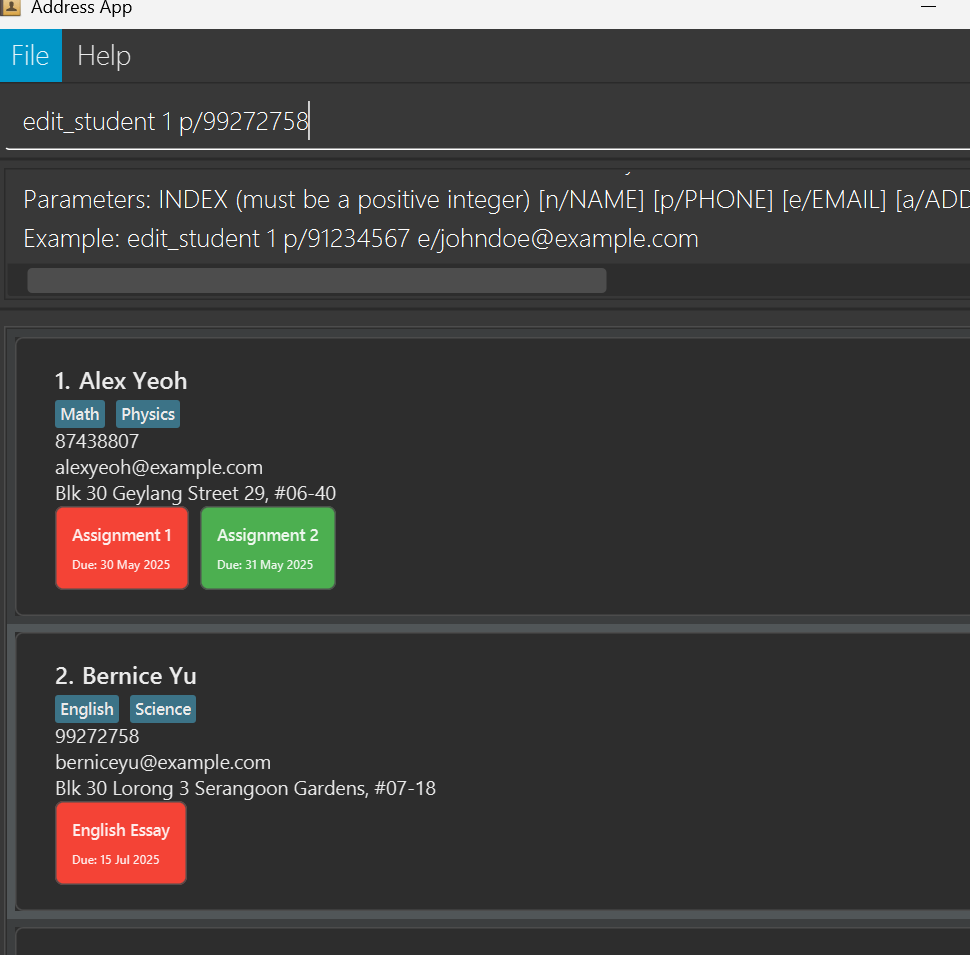 Address App
File Help
edit_student 1 p/99272758
Parameters: INDEX (must be a positive integer) [n/NAME] [p/PHONE] [e/EMAIL] [a/ADD
Example: edit_student 1 p/91234567 e/johndoe@example.com
1. Alex Yeoh
Math Physics
87438807
alexyeoh@example.com
Blk 30 Geylang Street 29, #06-40
Assignment 1 Assignment 2
Due: 30 May 2025 Due: 31 May 2025
2. Bernice Yu
English Science
99272758
berniceyu@example.com
Blk 30 Lorong 3 Serangoon Gardens, #07-18
English Essay
Due: 15 Jul 2025